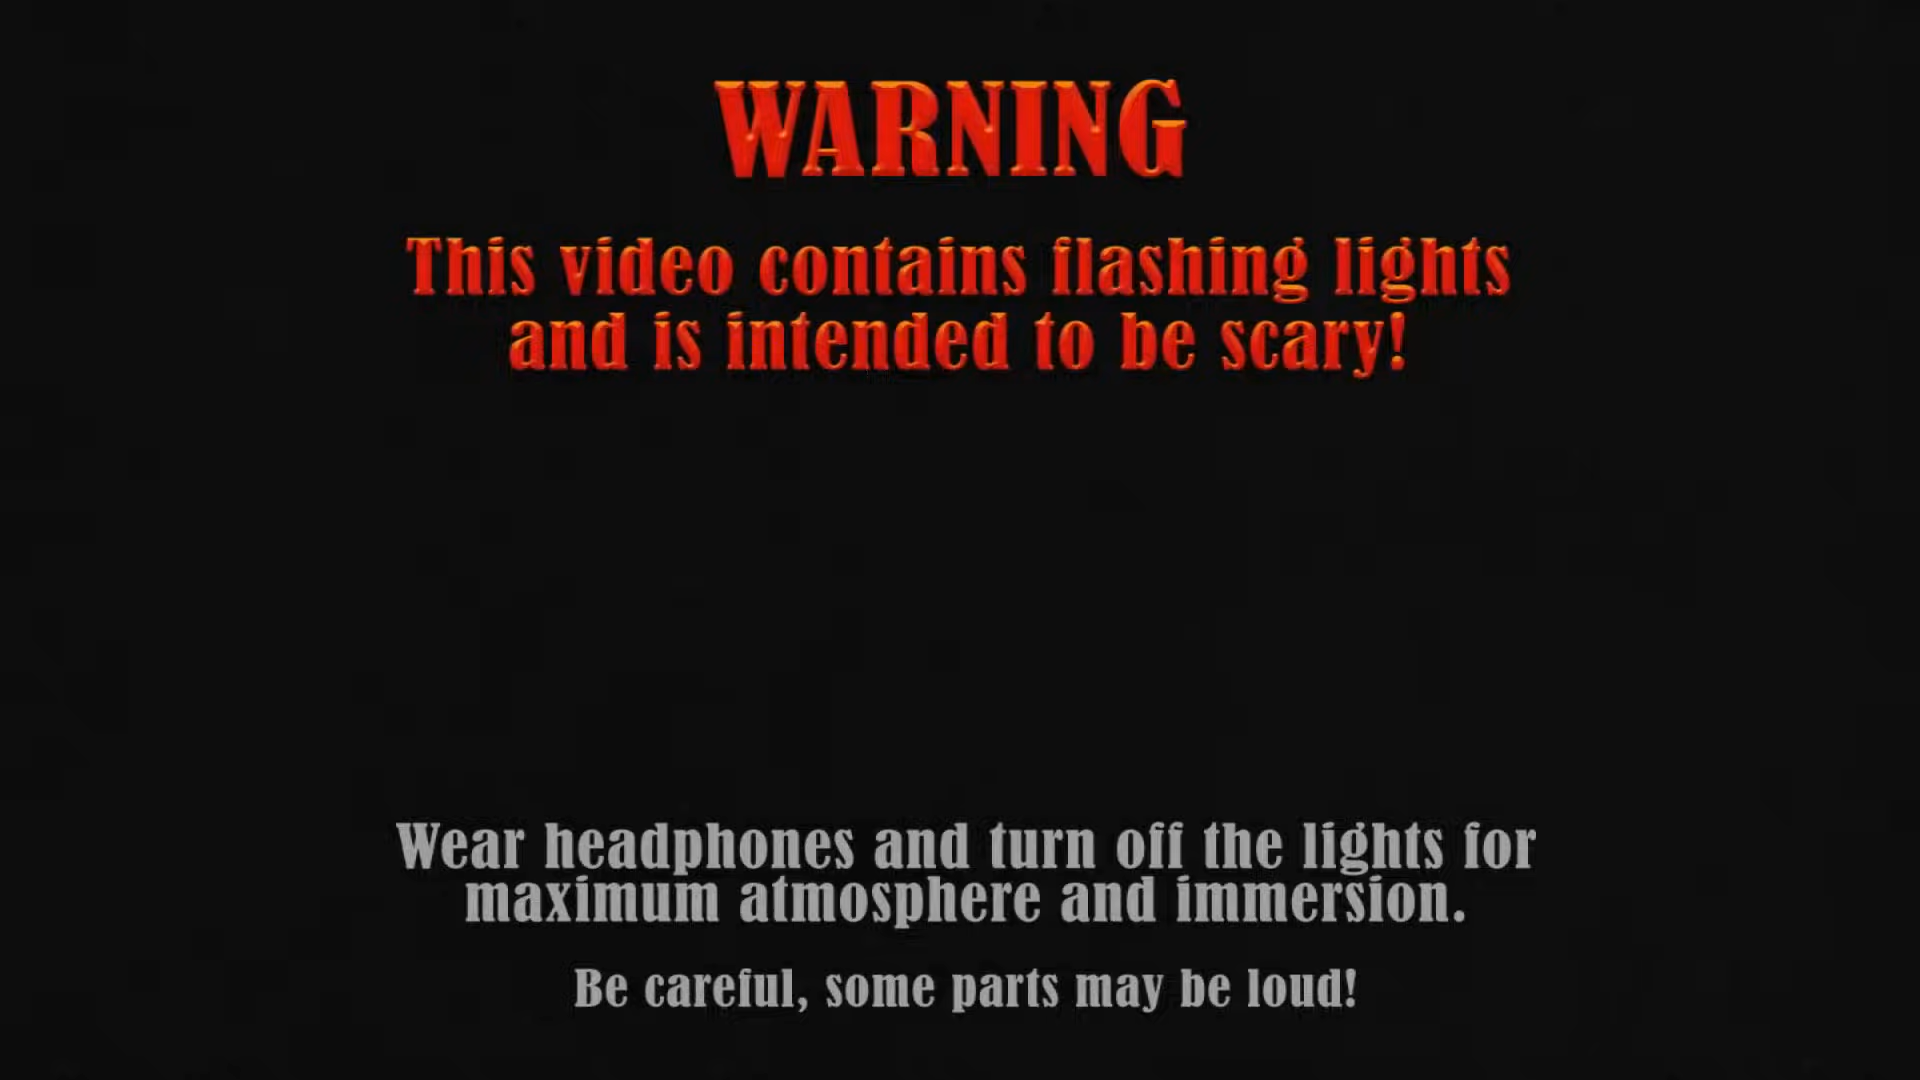 WARNING
This video contains flashing lights
and is intended to be scary!
Wear headphones and turn off the lights for
maximum atmosphere and immersion.
Be careful, some parts may be loud!